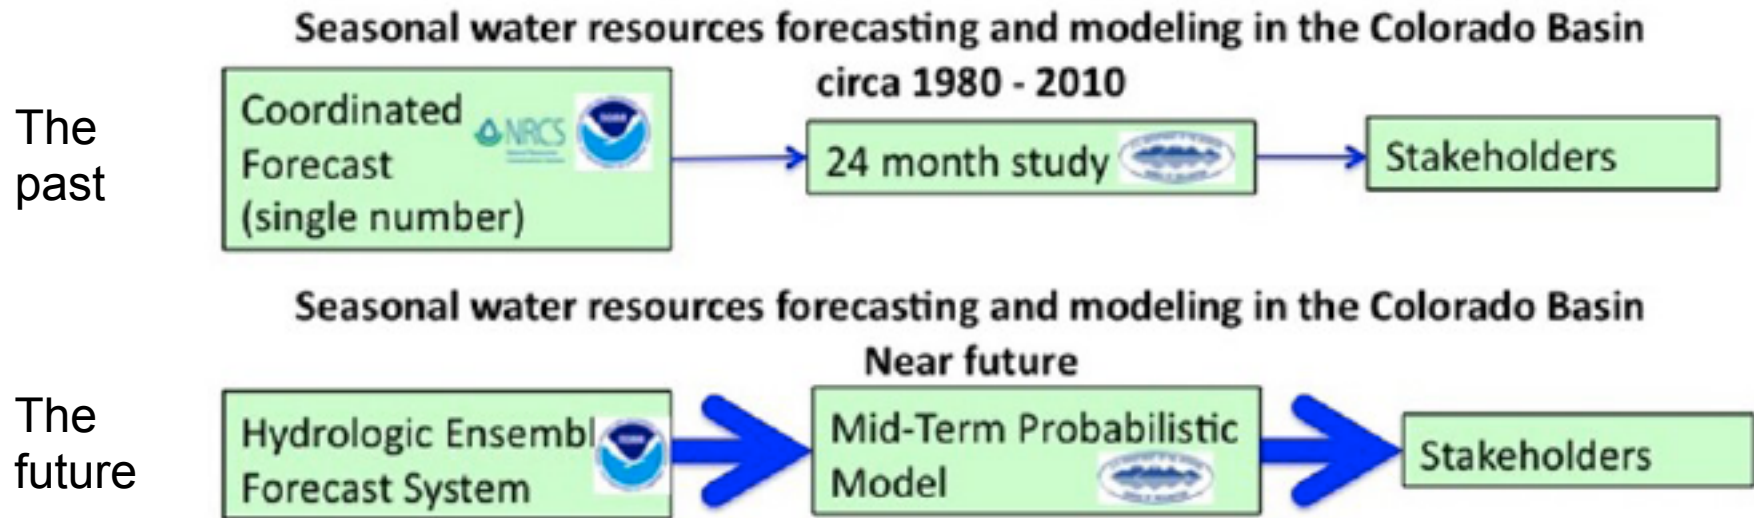 Seasonal water resources forecasting and modeling in the Colorado Basin
circa 1980 - 2010
The
past
Coordinated
Forecast
(single number)
NRCS
24 month study
Stakeholders
Seasonal water resources forecasting and modeling in the Colorado Basin
Near future
The
future
Hydrologic Ensembl
Forecast System
Mid-Term Probabilistic
Model
Stakeholders